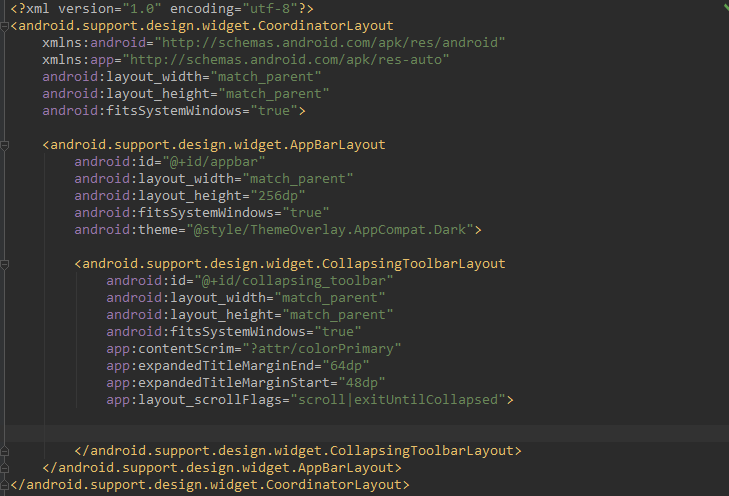 <?xml version="1.0" encoding="utf-8"?>
<android.support.design.widget.CoordinatorLayout
    xmlns:android="http://schemas.android.com/apk/res/android"
    xmlns:app="http://schemas.android.com/apk/res-auto"
    android:layout_width="match_parent"
    android:layout_height="match_parent"
    android:fitsSystemWindows="true">

    <android.support.design.widget.AppBarLayout
        android:id="@+id/appbar"
        android:layout_width="match_parent"
        android:layout_height="256dp"
        android:fitsSystemWindows="true"
        android:theme="@style/ThemeOverlay.AppCompat.Dark">

        <android.support.design.widget.CollapsingToolbarLayout
            android:id="@+id/collapsing_toolbar"
            android:layout_width="match_parent"
            android:layout_height="match_parent"
            android:fitsSystemWindows="true"
            app:contentScrim="?attr/colorPrimary"
            app:expandedTitleMarginEnd="64dp"
            app:expandedTitleMarginStart="48dp"
            app:layout_scrollFlags="scroll|exitUntilCollapsed">

        </android.support.design.widget.CollapsingToolbarLayout>
    </android.support.design.widget.AppBarLayout>
</android.support.design.widget.CoordinatorLayout>